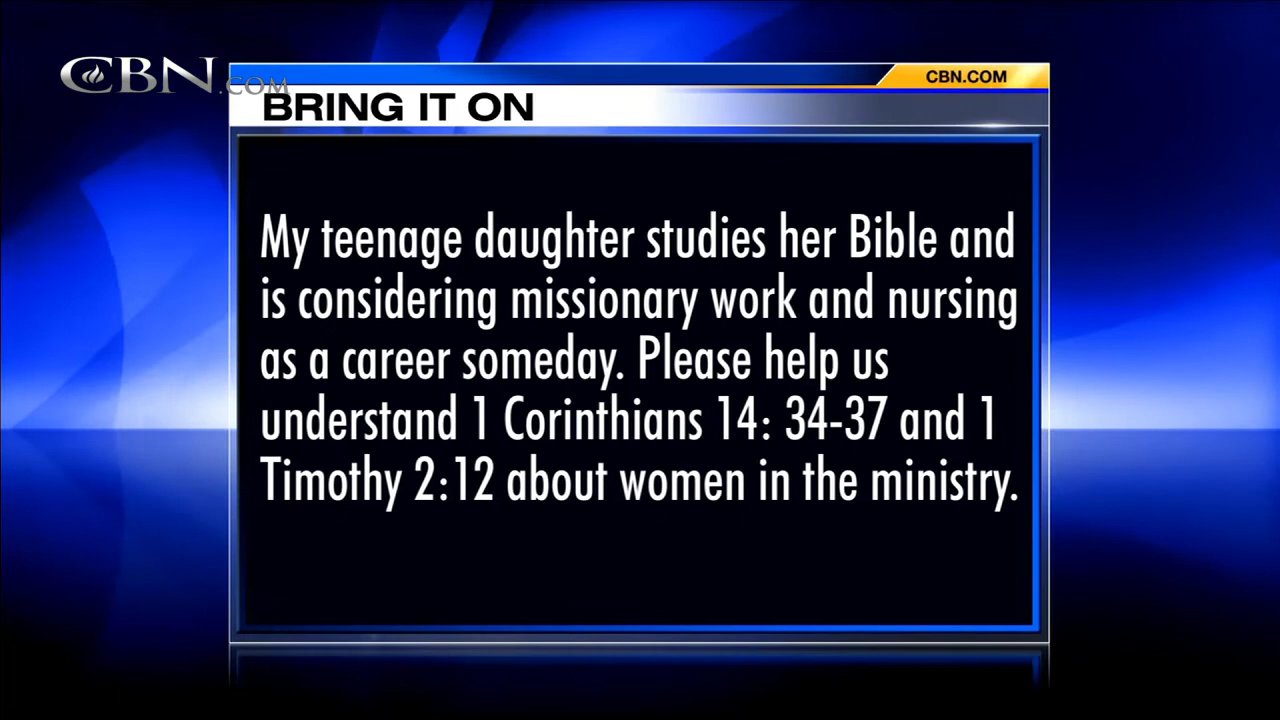 CBN.COM
CBN.COM
BRING IT ON
My teenage daughter studies her Bible and
is considering missionary work and nursing
as a career someday. Please help us
understand 1 Corinthians 14: 34-37 and 1
Timothy 2:12 about women in the ministry.